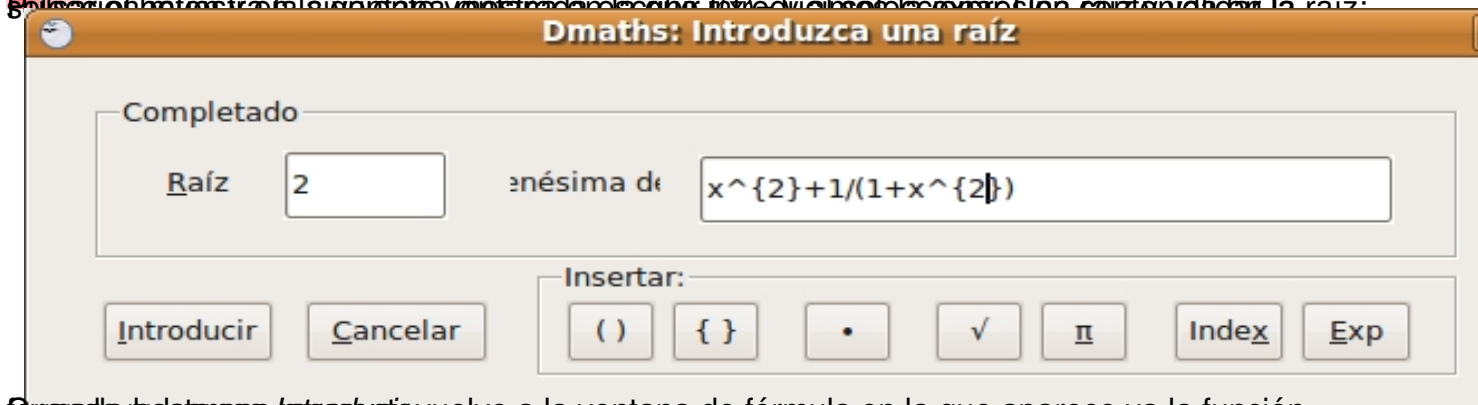 raíz:
Dmaths: Introduzca una raíz
Completado
Raíz 2 enésima de x^{2}+1/(1+x^{2})
Insertar:
Introducir Cancelar ( ) { } • √ π Index Exp
vuelve a la ventana de fórmula en la que aparece ya la función